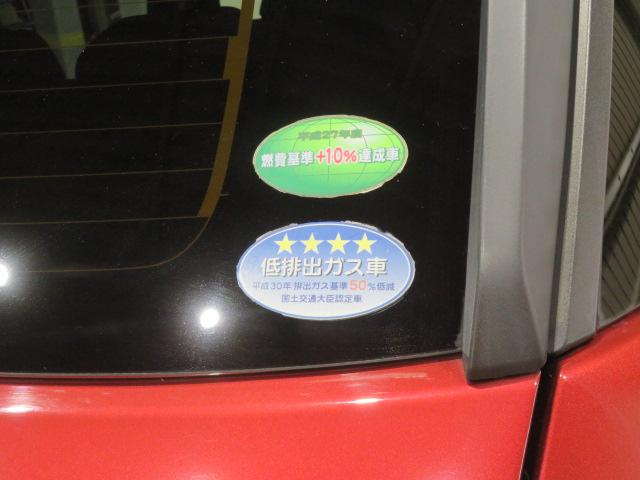 平成27年度
燃費基準+10%達成車
★★★★
低排出ガス車
平成30年 排出ガス基準50%低減
国土交通大臣認定車